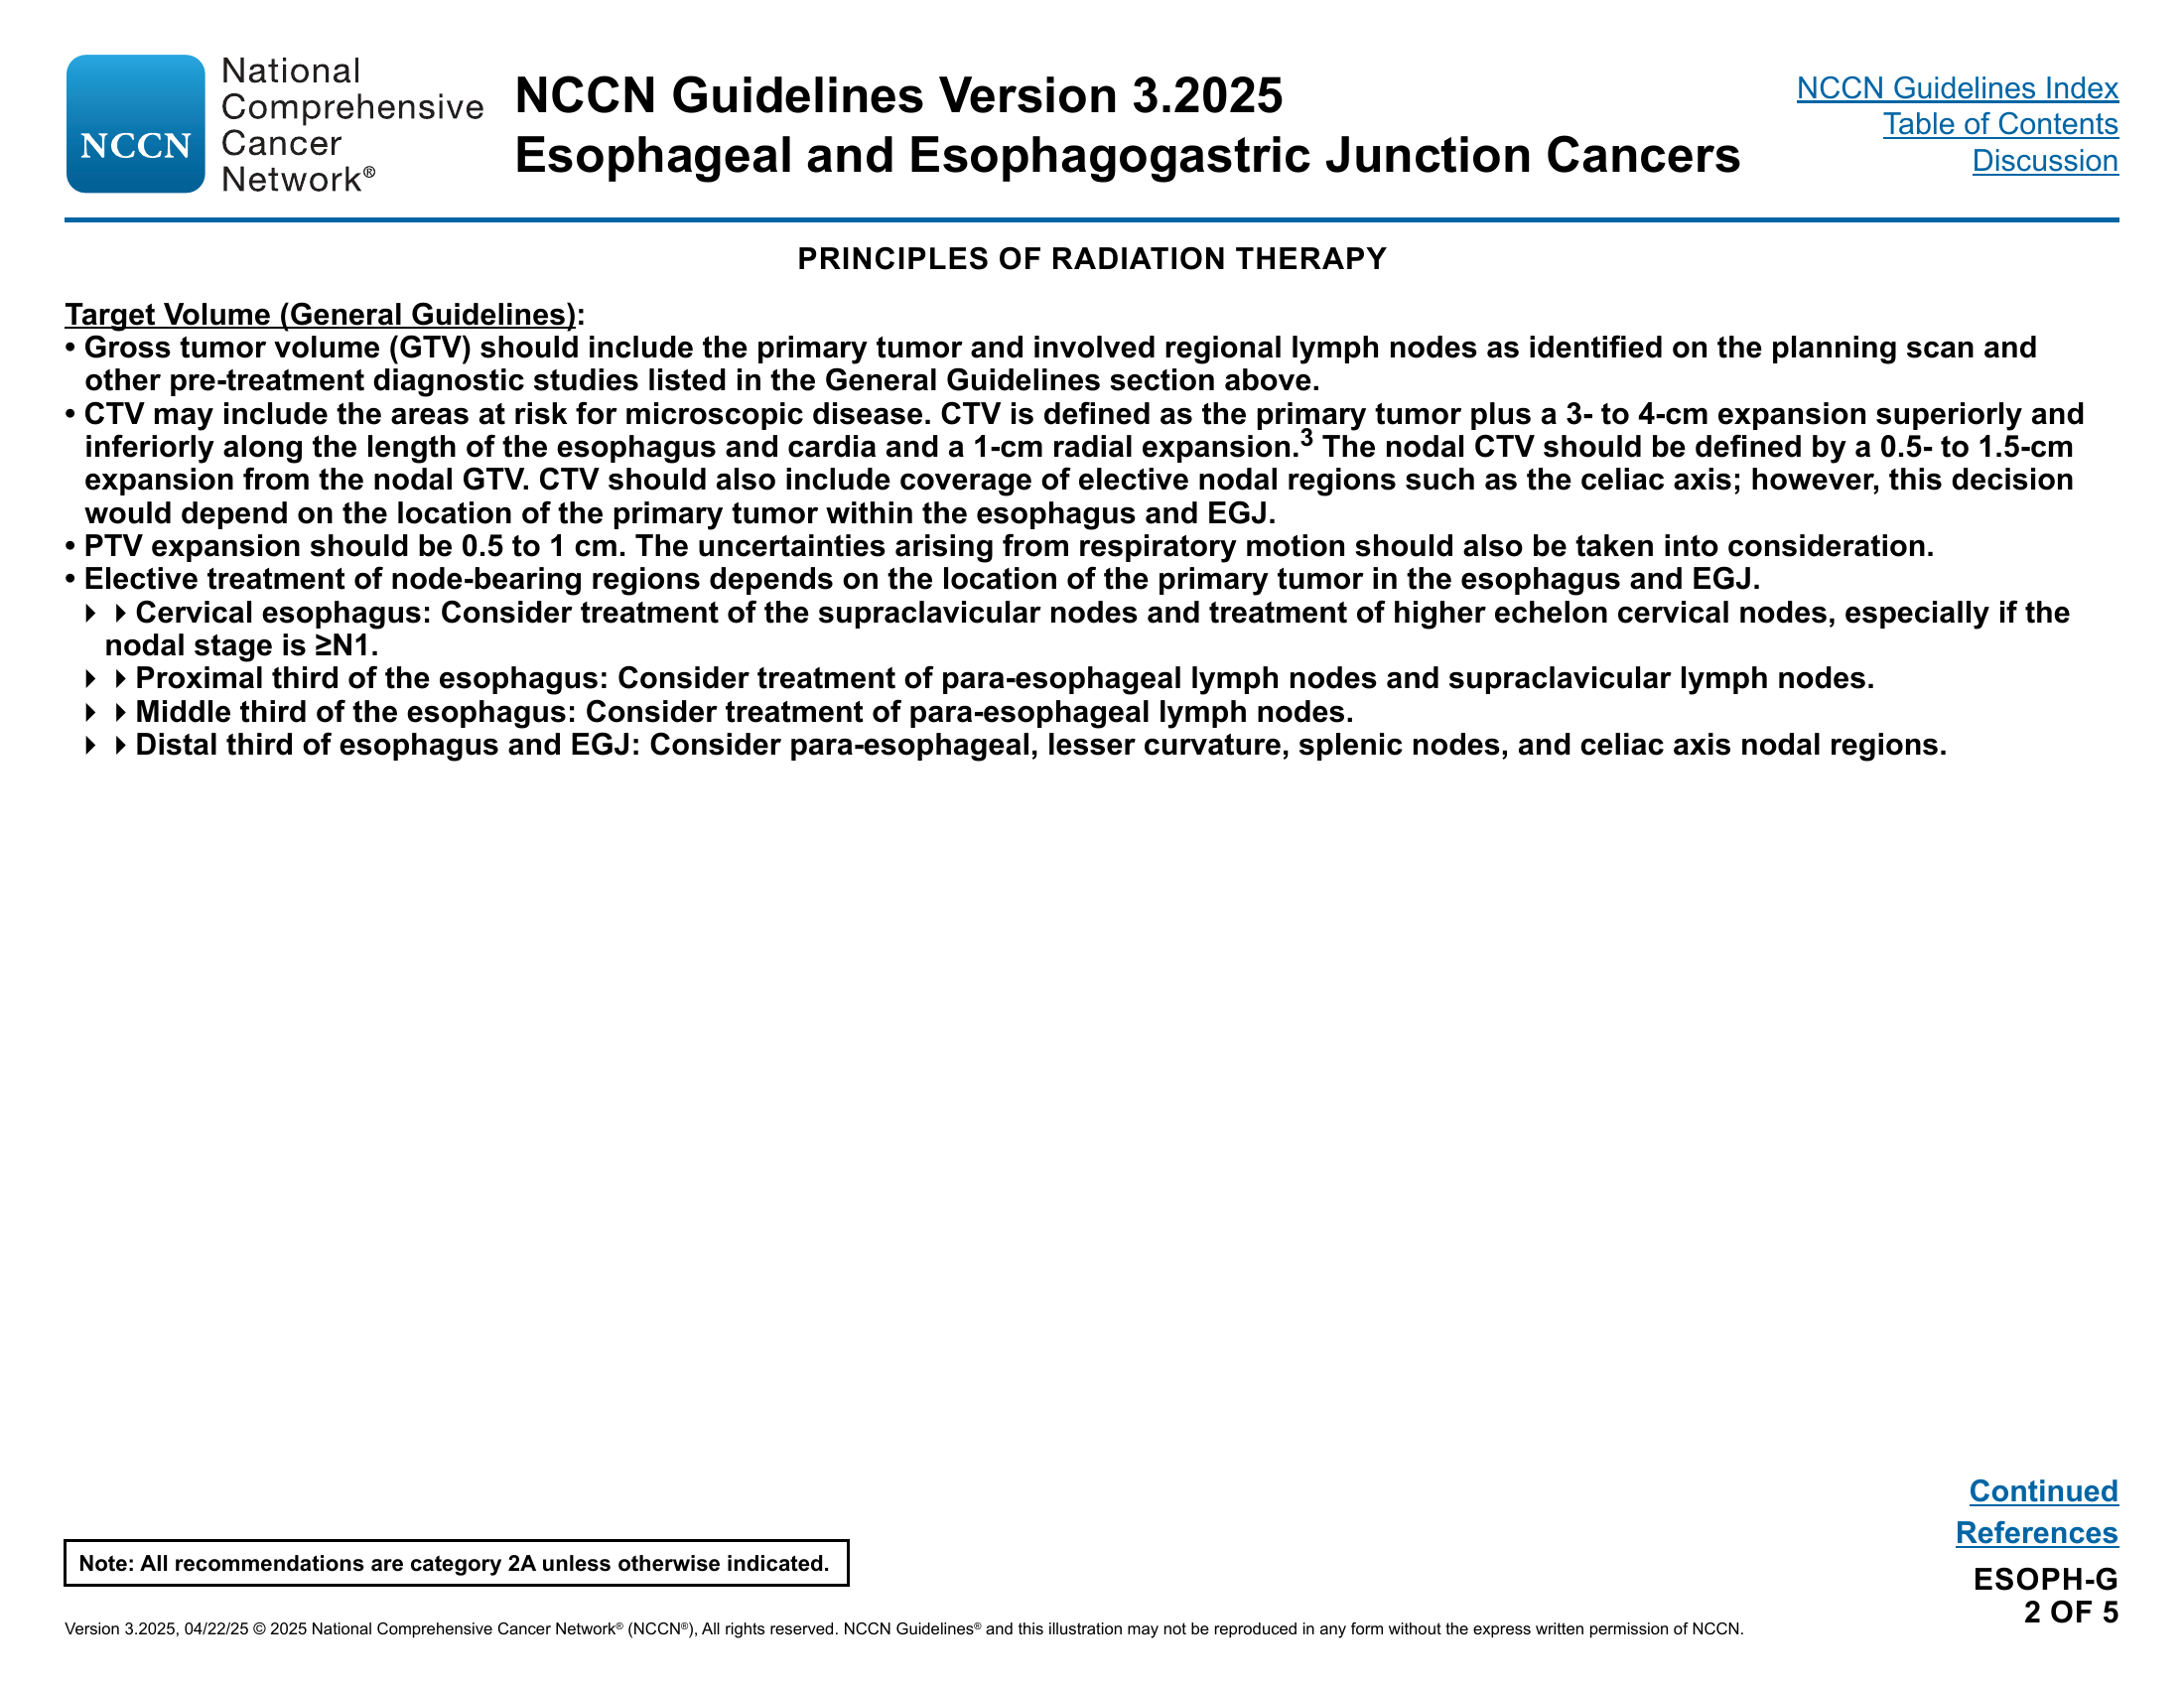 National
Comprehensive
NCCN Cancer
Network®
NCCN Guidelines Version 3.2025
Esophageal and Esophagogastric Junction Cancers
NCCN Guidelines Index
Table of Contents
Discussion
PRINCIPLES OF RADIATION THERAPY
Target Volume (General Guidelines):
• Gross tumor volume (GTV) should include the primary tumor and involved regional lymph nodes as identified on the planning scan and
other pre-treatment diagnostic studies listed in the General Guidelines section above.
• CTV may include the areas at risk for microscopic disease. CTV is defined as the primary tumor plus a 3- to 4-cm expansion superiorly and
inferiorly along the length of the esophagus and cardia and a 1-cm radial expansion.3 The nodal CTV should be defined by a 0.5- to 1.5-cm
expansion from the nodal GTV. CTV should also include coverage of elective nodal regions such as the celiac axis; however, this decision
would depend on the location of the primary tumor within the esophagus and EGJ.
• PTV expansion should be 0.5 to 1 cm. The uncertainties arising from respiratory motion should also be taken into consideration.
• Elective treatment of node-bearing regions depends on the location of the primary tumor in the esophagus and EGJ.
Cervical esophagus: Consider treatment of the supraclavicular nodes and treatment of higher echelon cervical nodes, especially if the
nodal stage is ≥N1.
Proximal third of the esophagus: Consider treatment of para-esophageal lymph nodes and supraclavicular lymph nodes.
Middle third of the esophagus: Consider treatment of para-esophageal lymph nodes.
Distal third of esophagus and EGJ: Consider para-esophageal, lesser curvature, splenic nodes, and celiac axis nodal regions.
Continued
References
Note: All recommendations are category 2A unless otherwise indicated.
ESOPH-G
2 OF 5
Version 3.2025, 04/22/25 © 2025 National Comprehensive Cancer Network® (NCCN®), All rights reserved. NCCN Guidelines® and this illustration may not be reproduced in any form without the express written permission of NCCN.